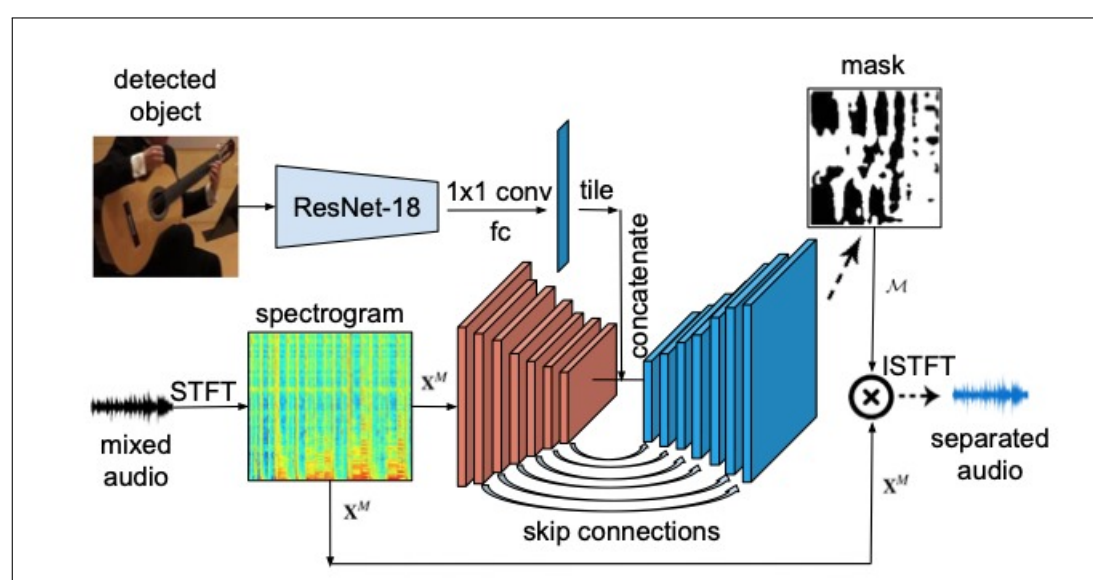 detected
object
mask
ResNet-18
1x1 conv
fc
tile
concatenate
ℳ
spectrogram
STFT
mixed
audio
X^M
X^M
skip connections
ISTFT
separated
audio
X^M